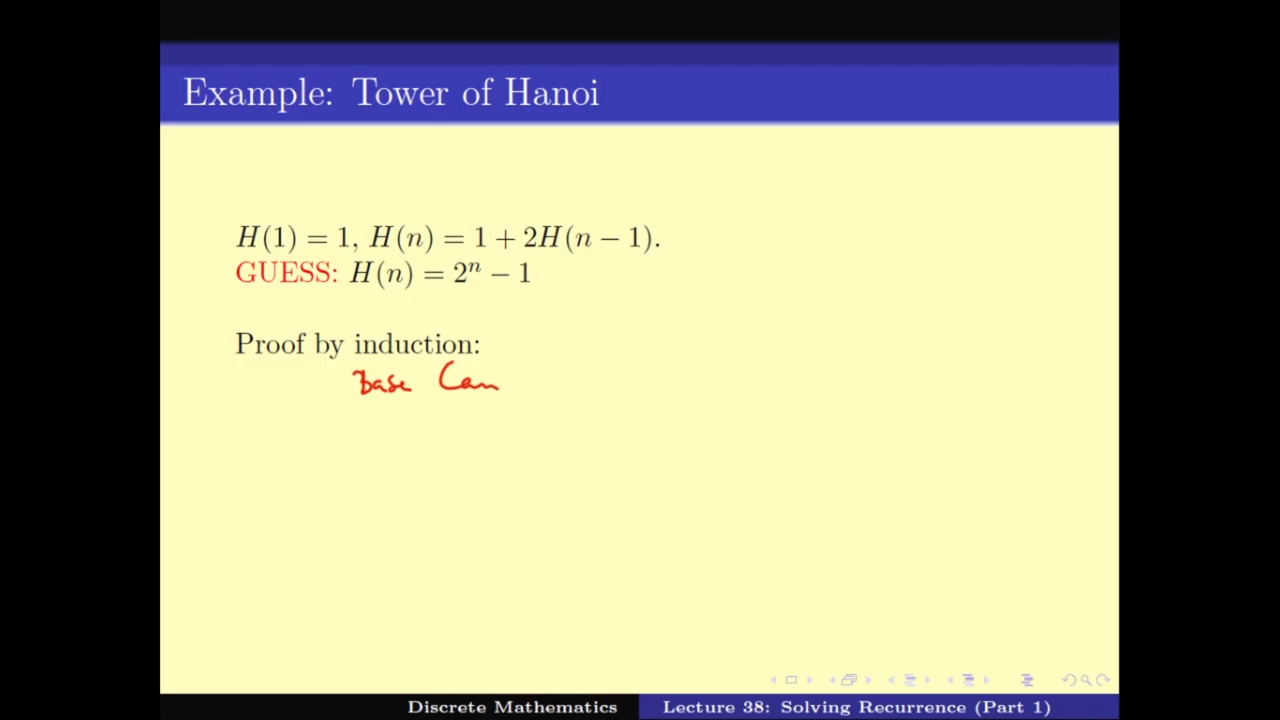 Example: Tower of Hanoi
H(1) = 1, H(n) = 1 + 2H(n − 1).
GUESS: H(n) = 2ⁿ − 1
Proof by induction:
Base Case
Discrete Mathematics
Lecture 38: Solving Recurrence (Part 1)